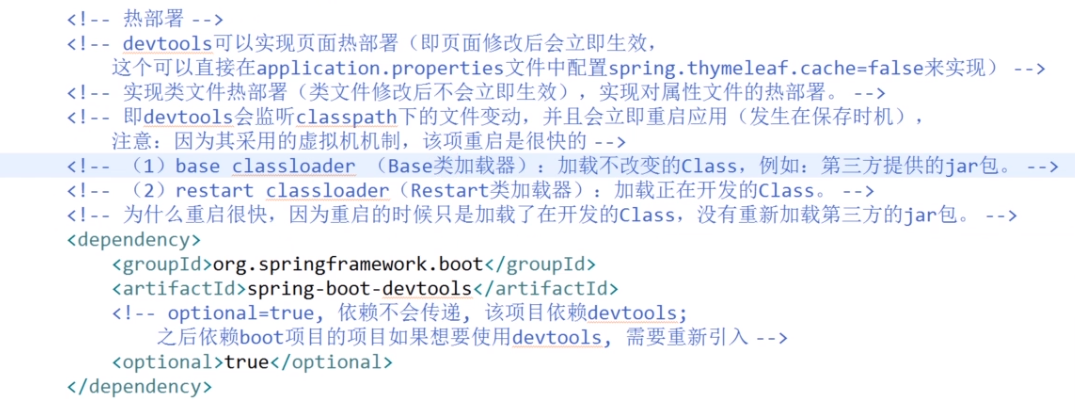 <!-- 热部署 -->
<!-- devtools可以实现页面热部署（即页面修改后会立即生效，
这个可以直接在application.properties文件中配置spring.thymeleaf.cache=false来实现） -->
<!-- 实现类文件热部署（类文件修改后不会立即生效），实现对属性文件的热部署。 -->
<!-- 即devtools会监听classpath下的文件变动，并且会立即重启应用（发生在保存时机），
注意：因为其采用的虚拟机机制，该项重启是很快的 -->
<!-- （1）base classloader （Base类加载器）：加载不改变的Class，例如：第三方提供的jar包。 -->
<!-- （2）restart classloader（Restart类加载器）：加载正在开发的Class。 -->
<!-- 为什么重启很快，因为重启的时候只是加载了在开发的Class，没有重新加载第三方的jar包。 -->
<dependency>
<groupId>org.springframework.boot</groupId>
<artifactId>spring-boot-devtools</artifactId>
<!-- optional=true, 依赖不会传递, 该项目依赖devtools;
之后依赖boot项目的项目如果想要使用devtools, 需要重新引入 -->
<optional>true</optional>
</dependency>